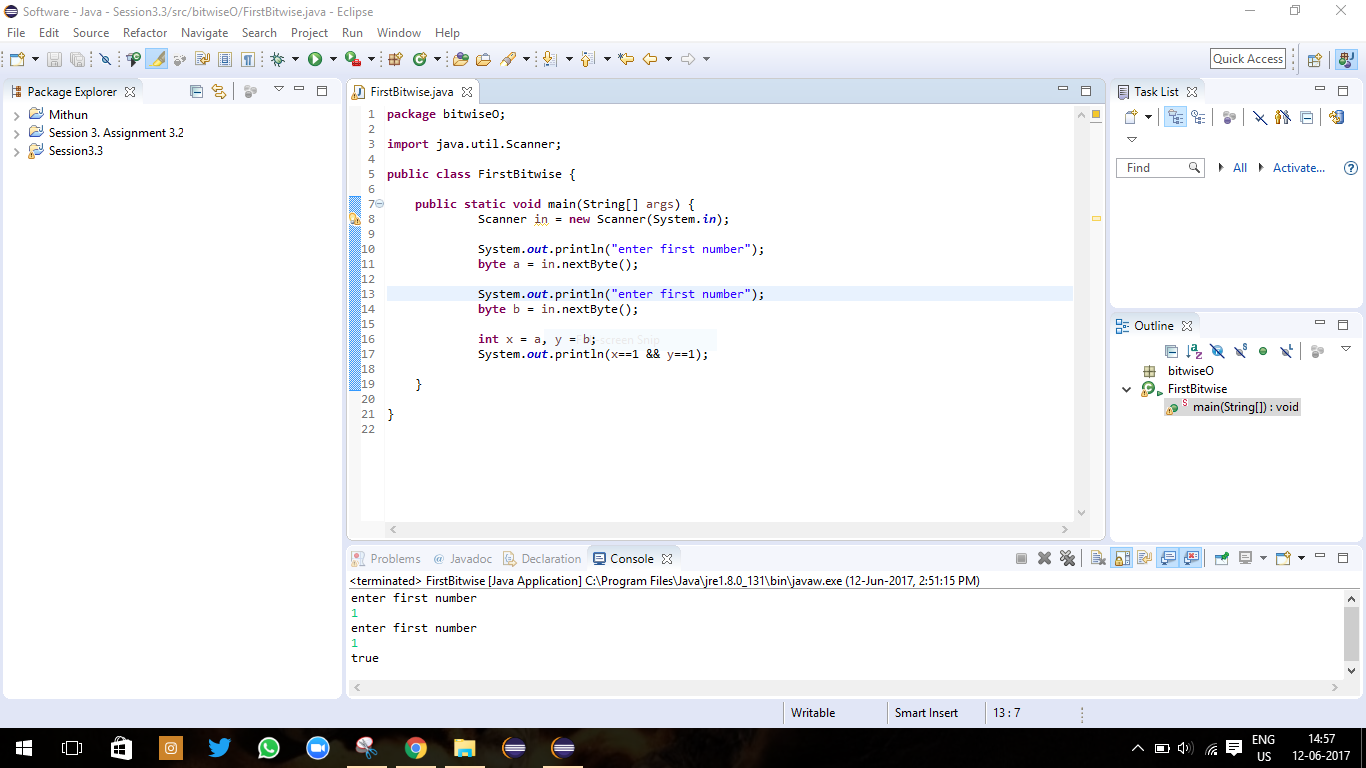 Software - Java - Session3.3/src/bitwiseO/FirstBitwise.java - Eclipse
File Edit Source Refactor Navigate Search Project Run Window Help
Quick Access
Package Explorer
Mithun
Session 3. Assignment 3.2
Session3.3
FirstBitwise.java
1 package bitwiseO;
2
3 import java.util.Scanner;
4
5 public class FirstBitwise {
6
7 public static void main(String[] args) {
8 Scanner in = new Scanner(System.in);
9
10 System.out.println("enter first number");
11 byte a = in.nextByte();
12
13 System.out.println("enter first number");
14 byte b = in.nextByte();
15
16 int x = a, y = b;
17 System.out.println(x==1 && y==1);
18
19 }
20
21 }
22
screen Snip
Task List
Find All Activate...
Outline
bitwiseO
FirstBitwise
main(String[]) : void
Problems @ Javadoc Declaration Console
<terminated> FirstBitwise [Java Application] C:\Program Files\Java\jre1.8.0_131\bin\javaw.exe (12-Jun-2017, 2:51:15 PM)
enter first number
1
enter first number
1
true
Writable Smart Insert 13 : 7
ENG
US
14:57
12-06-2017